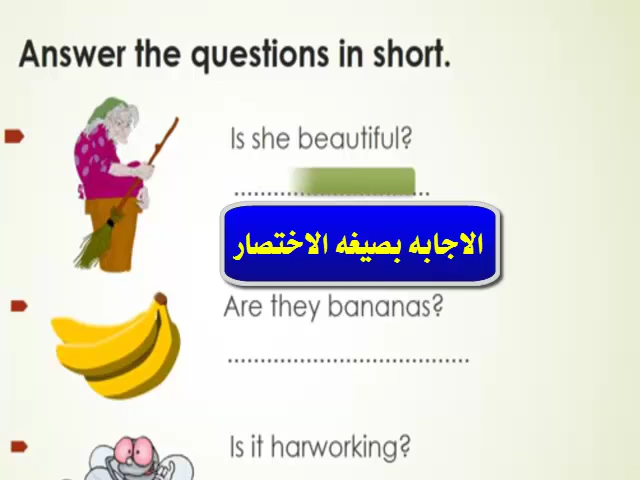 Answer the questions in short.
Is she beautiful?
..............................
الاجابه بصيغه الاختصار
Are they bananas?
.....................................
Is it harworking?